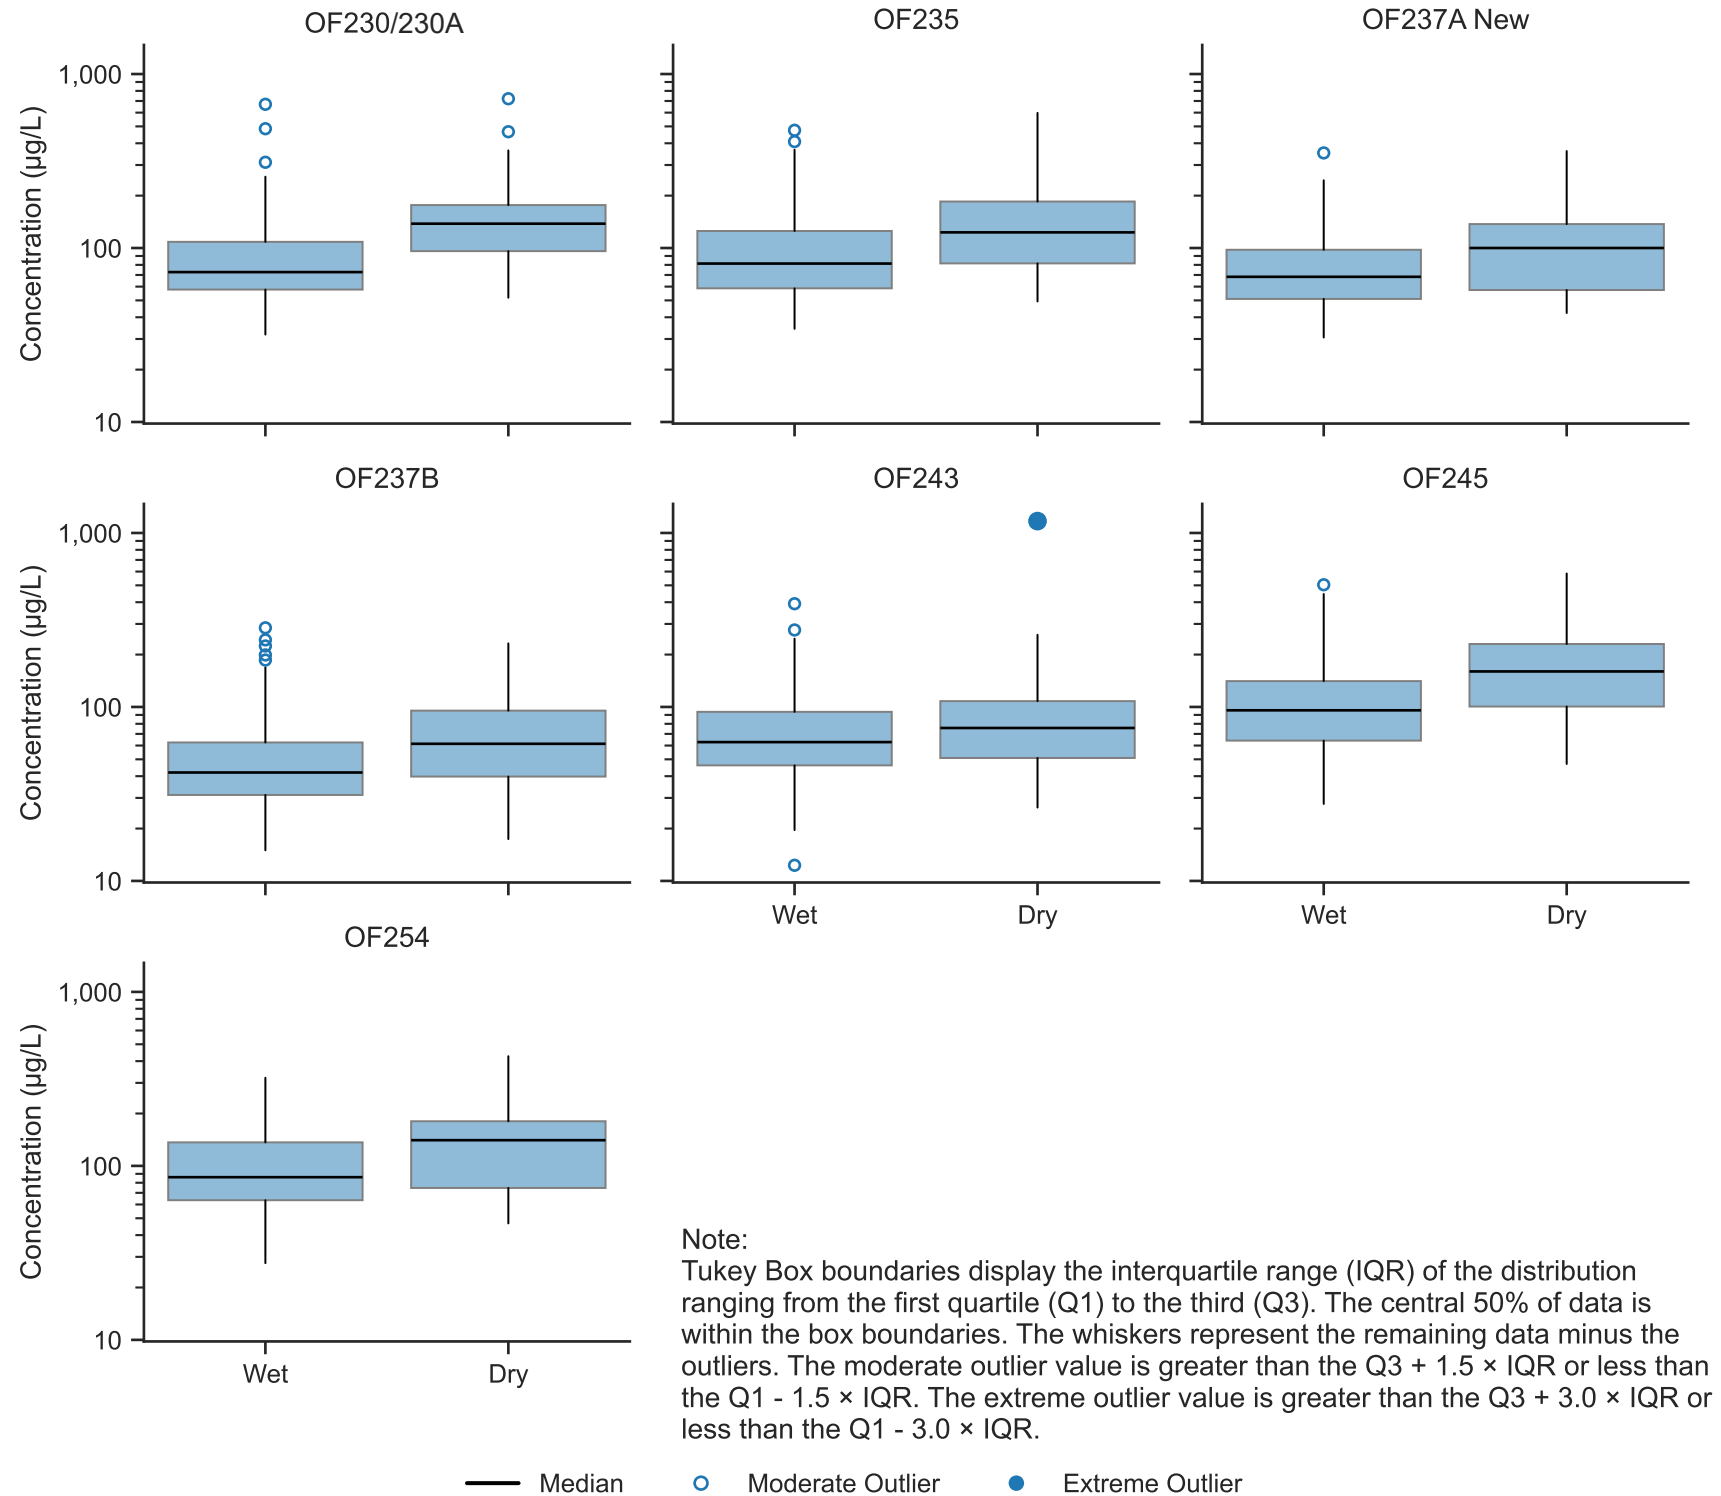 OF230/230A
OF235
OF237A New
Concentration (µg/L)
1,000
100
10
OF237B
OF243
OF245
Concentration (µg/L)
1,000
100
10
Wet
Dry
Wet
Dry
OF254
Concentration (µg/L)
1,000
100
10
Wet
Dry
Note:
Tukey Box boundaries display the interquartile range (IQR) of the distribution
ranging from the first quartile (Q1) to the third (Q3). The central 50% of data is
within the box boundaries. The whiskers represent the remaining data minus the
outliers. The moderate outlier value is greater than the Q3 + 1.5 × IQR or less than
the Q1 - 1.5 × IQR. The extreme outlier value is greater than the Q3 + 3.0 × IQR or
less than the Q1 - 3.0 × IQR.
Median
Moderate Outlier
Extreme Outlier